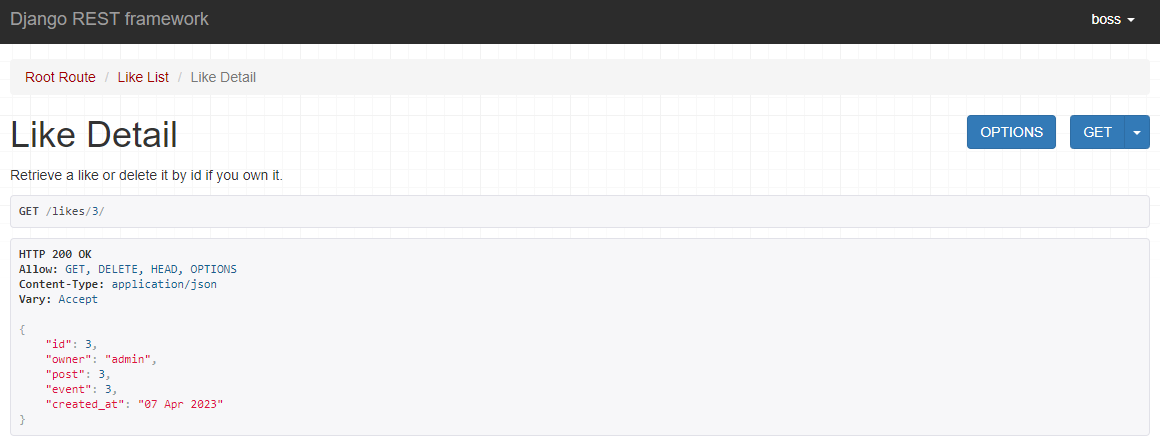 Django REST framework boss
Root Route / Like List / Like Detail
Like Detail OPTIONS GET
Retrieve a like or delete it by id if you own it.
GET /likes/3/
HTTP 200 OK
Allow: GET, DELETE, HEAD, OPTIONS
Content-Type: application/json
Vary: Accept
{
    "id": 3,
    "owner": "admin",
    "post": 3,
    "event": 3,
    "created_at": "07 Apr 2023"
}